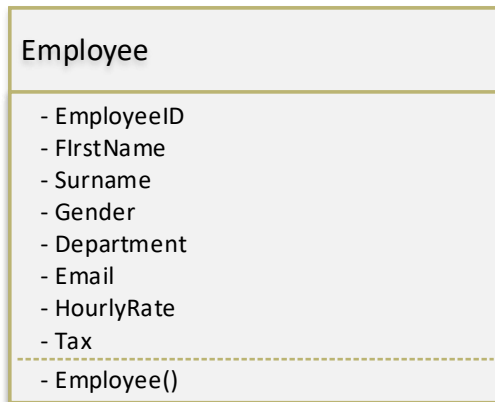 Employee
- EmployeeID
- FIrstName
- Surname
- Gender
- Department
- Email
- HourlyRate
- Tax
- Employee()